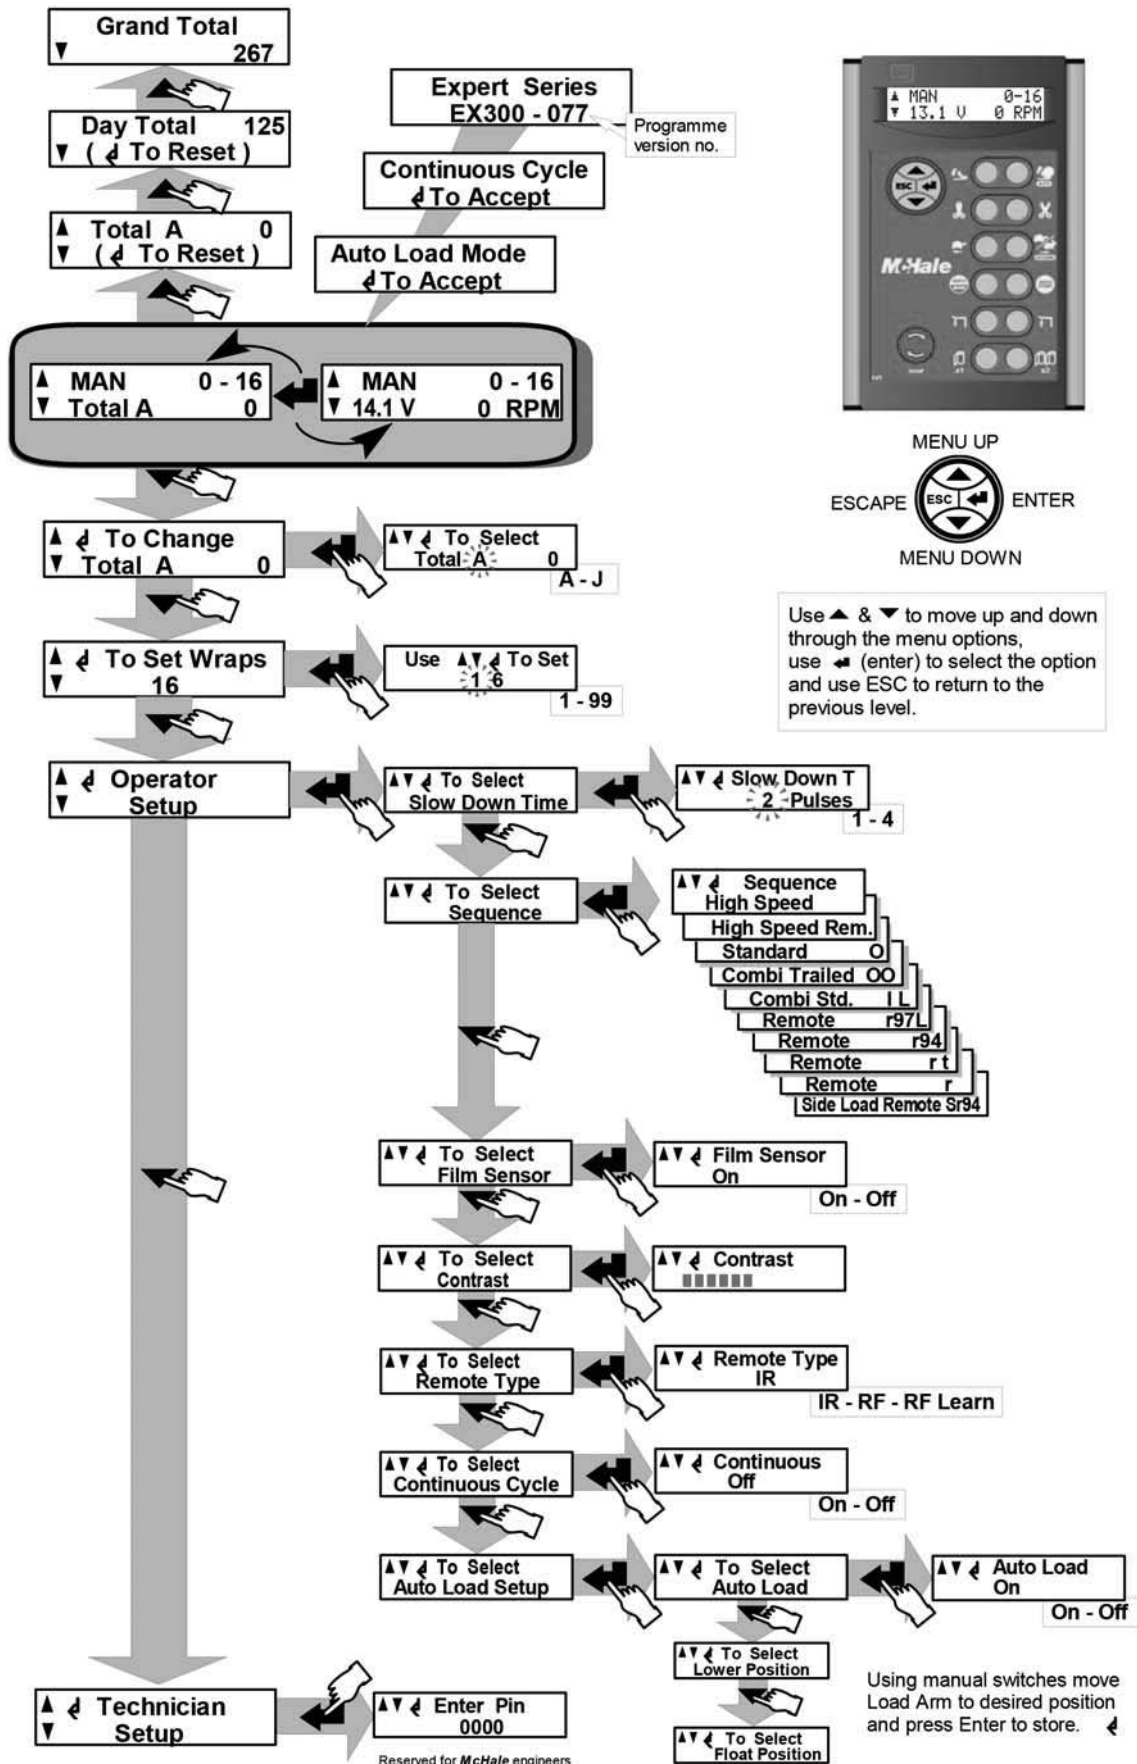 Grand Total
▼ 267
Day Total 125
▼ ( ↲ To Reset )
▲ Total A 0
▼ ( ↲ To Reset )
Expert Series
EX300 - 077
Programme
version no.
Continuous Cycle
↲ To Accept
Auto Load Mode
↲ To Accept
▲ MAN 0 - 16
▼ Total A 0
▲ MAN 0 - 16
▼ 14.1 V 0 RPM
▲ MAN 0-16
▼ 13.1 V 0 RPM
ESC
McHale
MENU UP
ESCAPE ESC ENTER
MENU DOWN
Use ▲ & ▼ to move up and down
through the menu options,
use ↲ (enter) to select the option
and use ESC to return to the
previous level.
▲ ↲ To Change
▼ Total A 0
▲▼ ↲ To Select
Total A 0
A - J
▲ ↲ To Set Wraps
▼ 16
Use ▲▼ ↲ To Set
1 6
1 - 99
▲ ↲ Operator
▼ Setup
▲▼ ↲ To Select
Slow Down Time
▲▼ ↲ Slow Down T
2 Pulses
1 - 4
▲▼ ↲ To Select
Sequence
▲▼ ↲ Sequence
High Speed
High Speed Rem.
Standard O
Combi Trailed OO
Combi Std. I L
Remote r97L
Remote r94
Remote r t
Remote r
Side Load Remote Sr94
▲▼ ↲ To Select
Film Sensor
▲▼ ↲ Film Sensor
On
On - Off
▲▼ ↲ To Select
Contrast
▲▼ ↲ Contrast
▲▼ ↲ To Select
Remote Type
▲▼ ↲ Remote Type
IR
IR - RF - RF Learn
▲▼ ↲ To Select
Continuous Cycle
▲▼ ↲ Continuous
Off
On - Off
▲▼ ↲ To Select
Auto Load Setup
▲▼ ↲ To Select
Auto Load
▲▼ ↲ Auto Load
On
On - Off
▲▼ ↲ To Select
Lower Position
▲▼ ↲ To Select
Float Position
Using manual switches move
Load Arm to desired position
and press Enter to store. ↲
▲ ↲ Technician
▼ Setup
▲▼ ↲ Enter Pin
0000
Reserved for McHale engineers